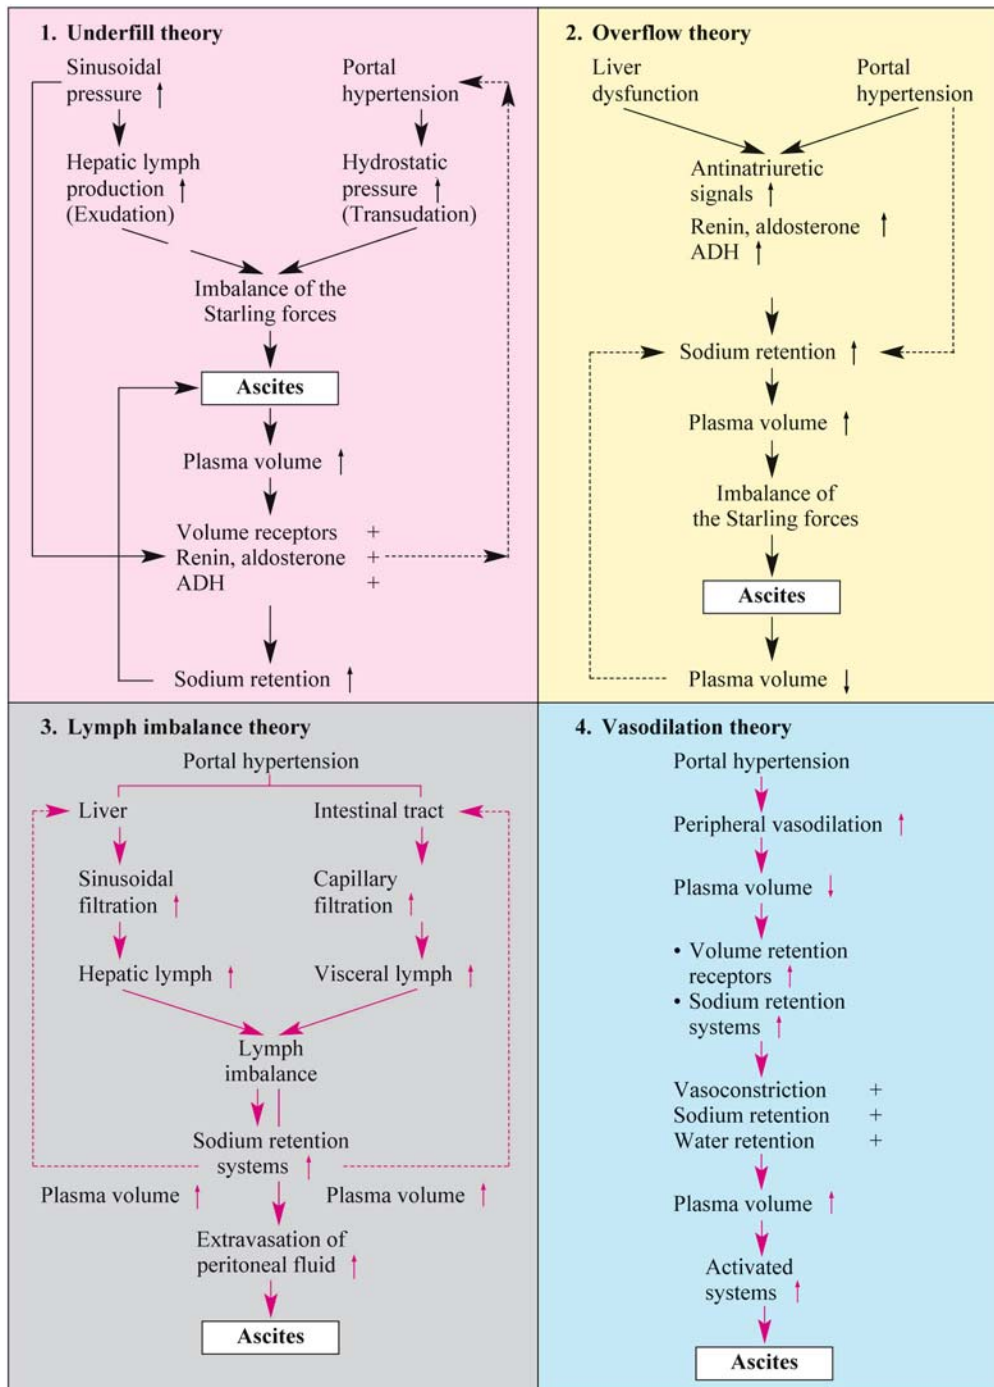 1. Underfill theory
Sinusoidal
pressure ↑
Portal
hypertension
Hepatic lymph
production ↑
(Exudation)
Hydrostatic
pressure ↑
(Transudation)
Imbalance of the
Starling forces
Ascites
Plasma volume ↑
Volume receptors +
Renin, aldosterone +
ADH +
Sodium retention ↑
2. Overflow theory
Liver
dysfunction
Portal
hypertension
Antinatriuretic
signals ↑
Renin, aldosterone ↑
ADH ↑
Sodium retention ↑
Plasma volume ↑
Imbalance of
the Starling forces
Ascites
Plasma volume ↓
3. Lymph imbalance theory
Portal hypertension
Liver
Intestinal tract
Sinusoidal
filtration ↑
Capillary
filtration ↑
Hepatic lymph ↑
Visceral lymph ↑
Lymph
imbalance
Sodium retention
systems ↑
Plasma volume ↑
Plasma volume ↑
Extravasation of
peritoneal fluid ↑
Ascites
4. Vasodilation theory
Portal hypertension
Peripheral vasodilation ↑
Plasma volume ↓
• Volume retention
receptors ↑
• Sodium retention
systems ↑
Vasoconstriction +
Sodium retention +
Water retention +
Plasma volume ↑
Activated
systems ↑
Ascites